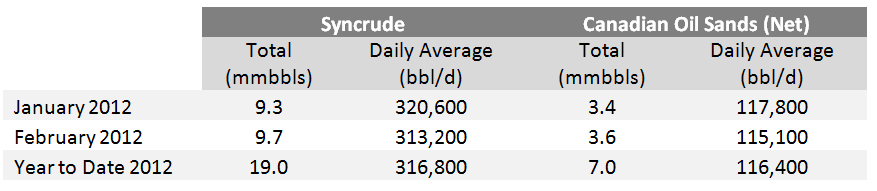 Syncrude Canadian Oil Sands (Net)
Total Daily Average Total Daily Average
(mmbbls) (bbl/d) (mmbbls) (bbl/d)
January 2012 9.3 320,600 3.4 117,800
February 2012 9.7 313,200 3.6 115,100
Year to Date 2012 19.0 316,800 7.0 116,400